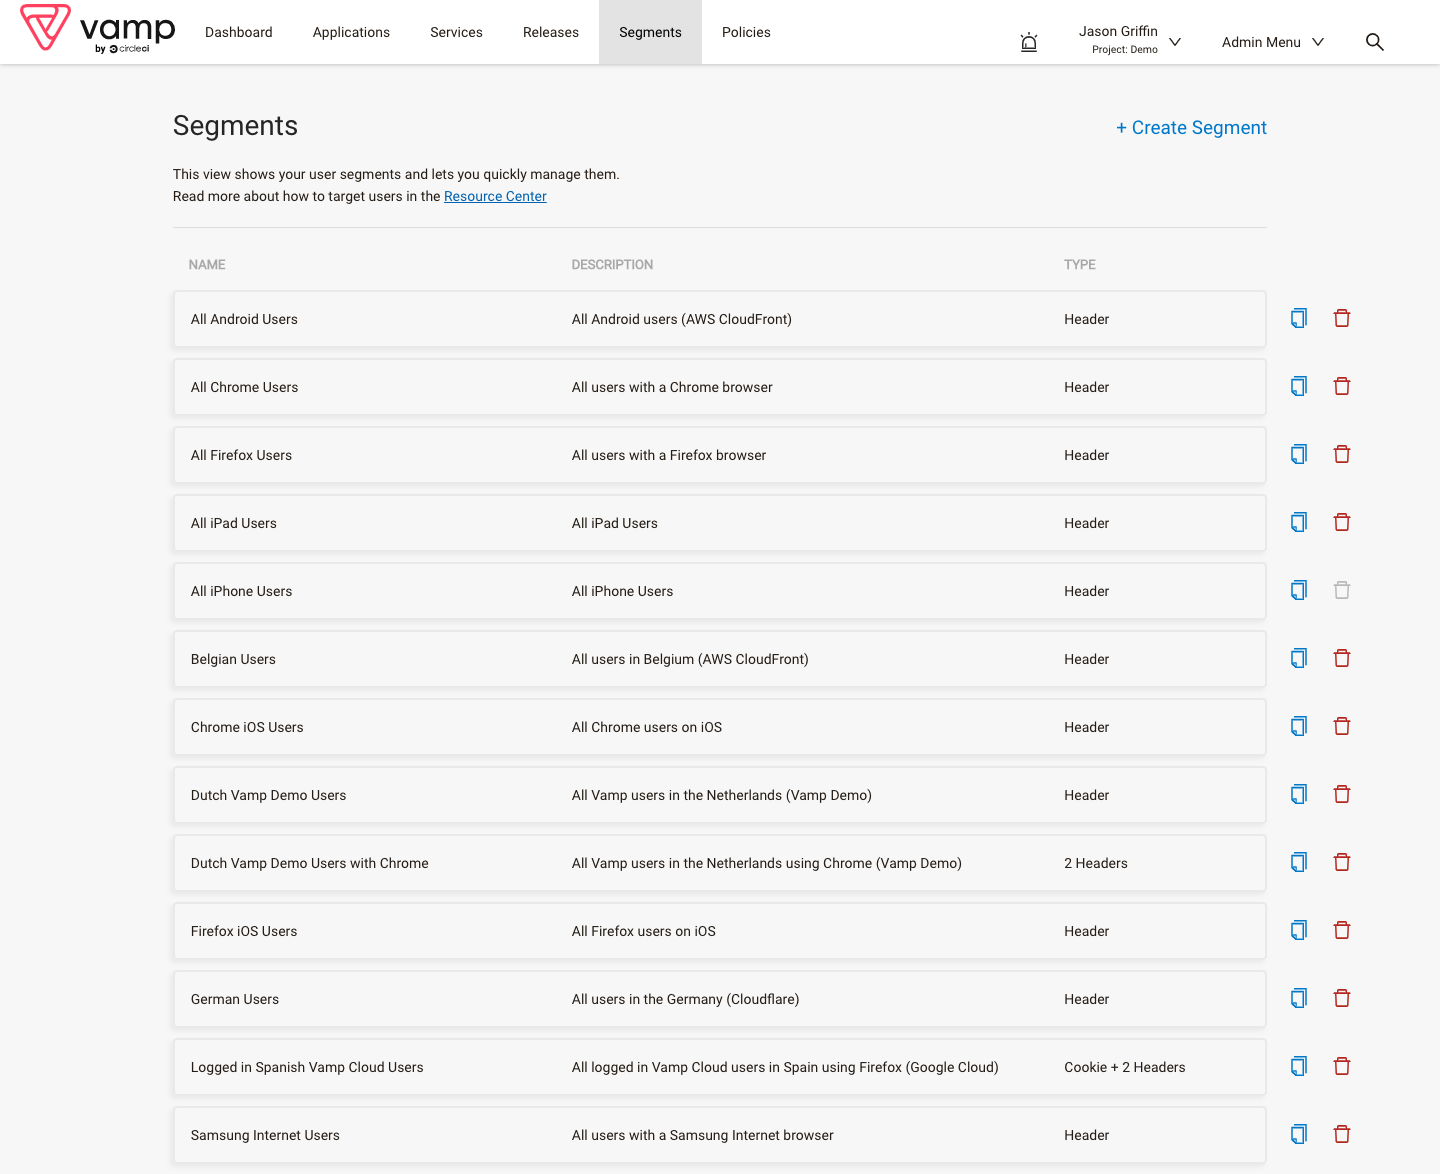 vamp
by circleci
Dashboard
Applications
Services
Releases
Segments
Policies
Jason Griffin
Project: Demo
Admin Menu
Segments
+ Create Segment
This view shows your user segments and lets you quickly manage them.
Read more about how to target users in the Resource Center
NAME DESCRIPTION TYPE
All Android Users All Android users (AWS CloudFront) Header
All Chrome Users All users with a Chrome browser Header
All Firefox Users All users with a Firefox browser Header
All iPad Users All iPad Users Header
All iPhone Users All iPhone Users Header
Belgian Users All users in Belgium (AWS CloudFront) Header
Chrome iOS Users All Chrome users on iOS Header
Dutch Vamp Demo Users All Vamp users in the Netherlands (Vamp Demo) Header
Dutch Vamp Demo Users with Chrome All Vamp users in the Netherlands using Chrome (Vamp Demo) 2 Headers
Firefox iOS Users All Firefox users on iOS Header
German Users All users in the Germany (Cloudflare) Header
Logged in Spanish Vamp Cloud Users All logged in Vamp Cloud users in Spain using Firefox (Google Cloud) Cookie + 2 Headers
Samsung Internet Users All users with a Samsung Internet browser Header